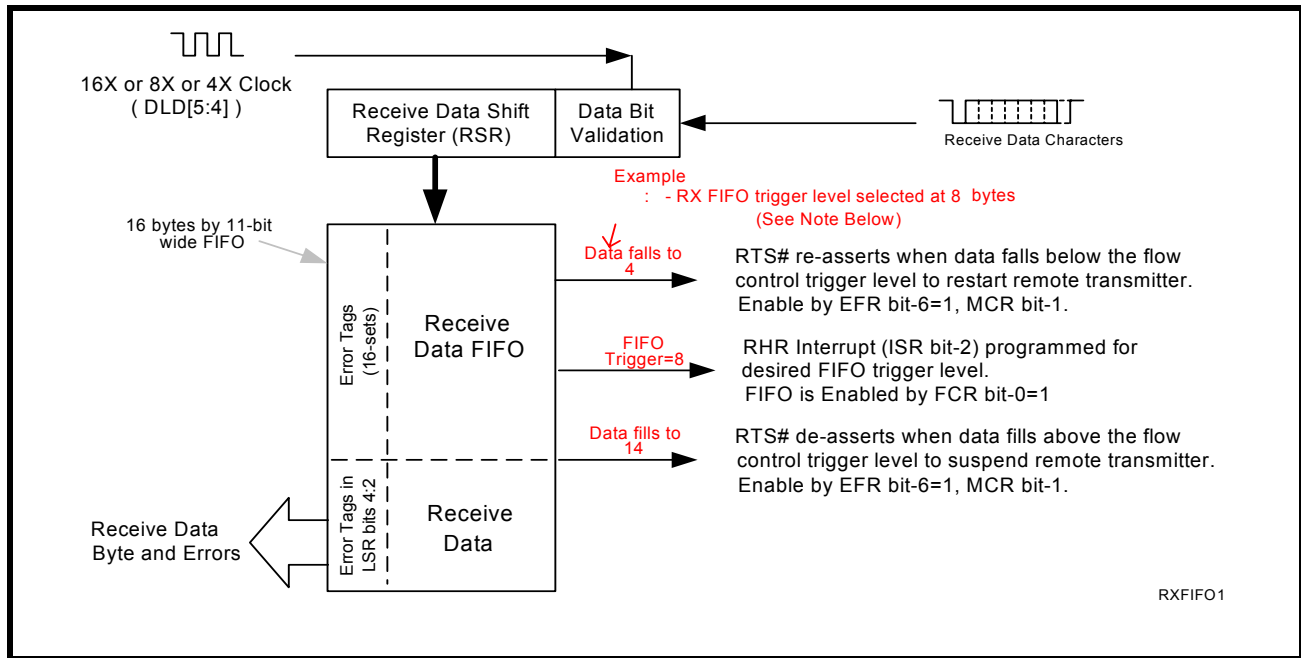 16X or 8X or 4X Clock
( DLD[5:4] )
Receive Data Shift
Register (RSR)
Data Bit
Validation
Receive Data Characters
Example
: - RX FIFO trigger level selected at 8 bytes
(See Note Below)
16 bytes by 11-bit
wide FIFO
Error Tags
(16-sets)
Receive
Data FIFO
Data falls to
4
RTS# re-asserts when data falls below the flow
control trigger level to restart remote transmitter.
Enable by EFR bit-6=1, MCR bit-1.
FIFO
Trigger=8
RHR Interrupt (ISR bit-2) programmed for
desired FIFO trigger level.
FIFO is Enabled by FCR bit-0=1
Data fills to
14
RTS# de-asserts when data fills above the flow
control trigger level to suspend remote transmitter.
Enable by EFR bit-6=1, MCR bit-1.
Error Tags in
LSR bits 4:2
Receive
Data
Receive Data
Byte and Errors
RXFIFO1